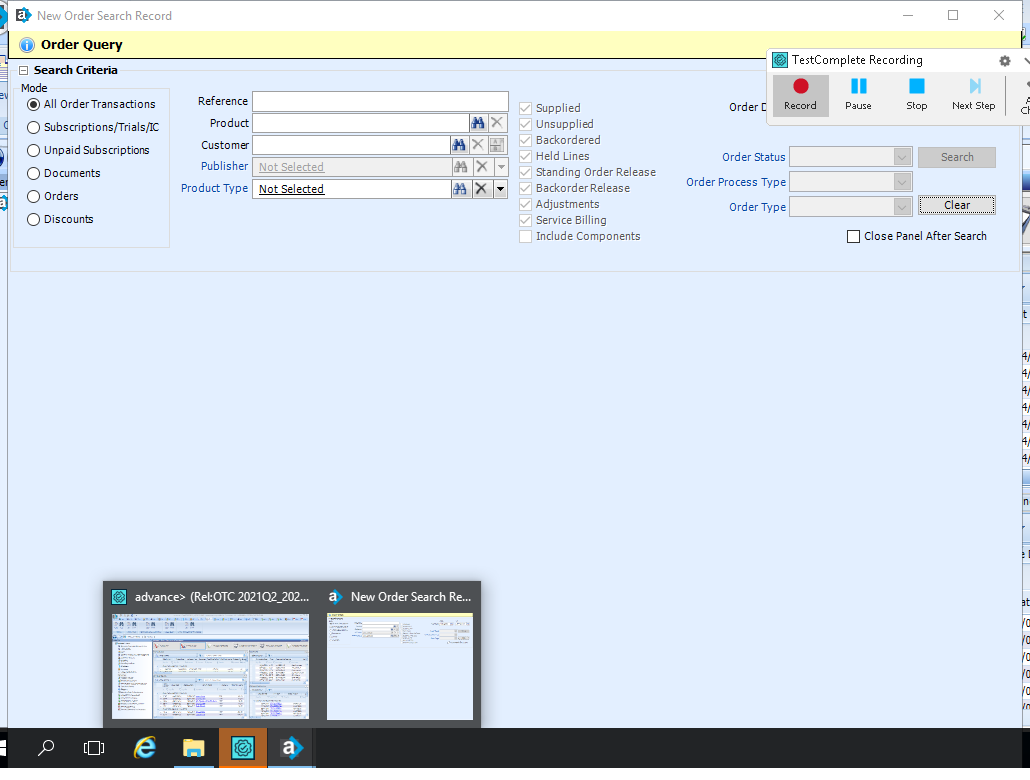 New Order Search Record
Order Query
TestComplete Recording
Record
Pause
Stop
Next Step
Search Criteria
Mode
All Order Transactions
Subscriptions/Trials/IC
Unpaid Subscriptions
Documents
Orders
Discounts
Reference
Product
Customer
Publisher
Not Selected
Product Type
Not Selected
Supplied
Unsupplied
Backordered
Held Lines
Standing Order Release
Backorder Release
Adjustments
Service Billing
Include Components
Order D
Order Status
Search
Order Process Type
Order Type
Clear
Close Panel After Search
advance> (Rel:OTC 2021Q2_202...
New Order Search Re...